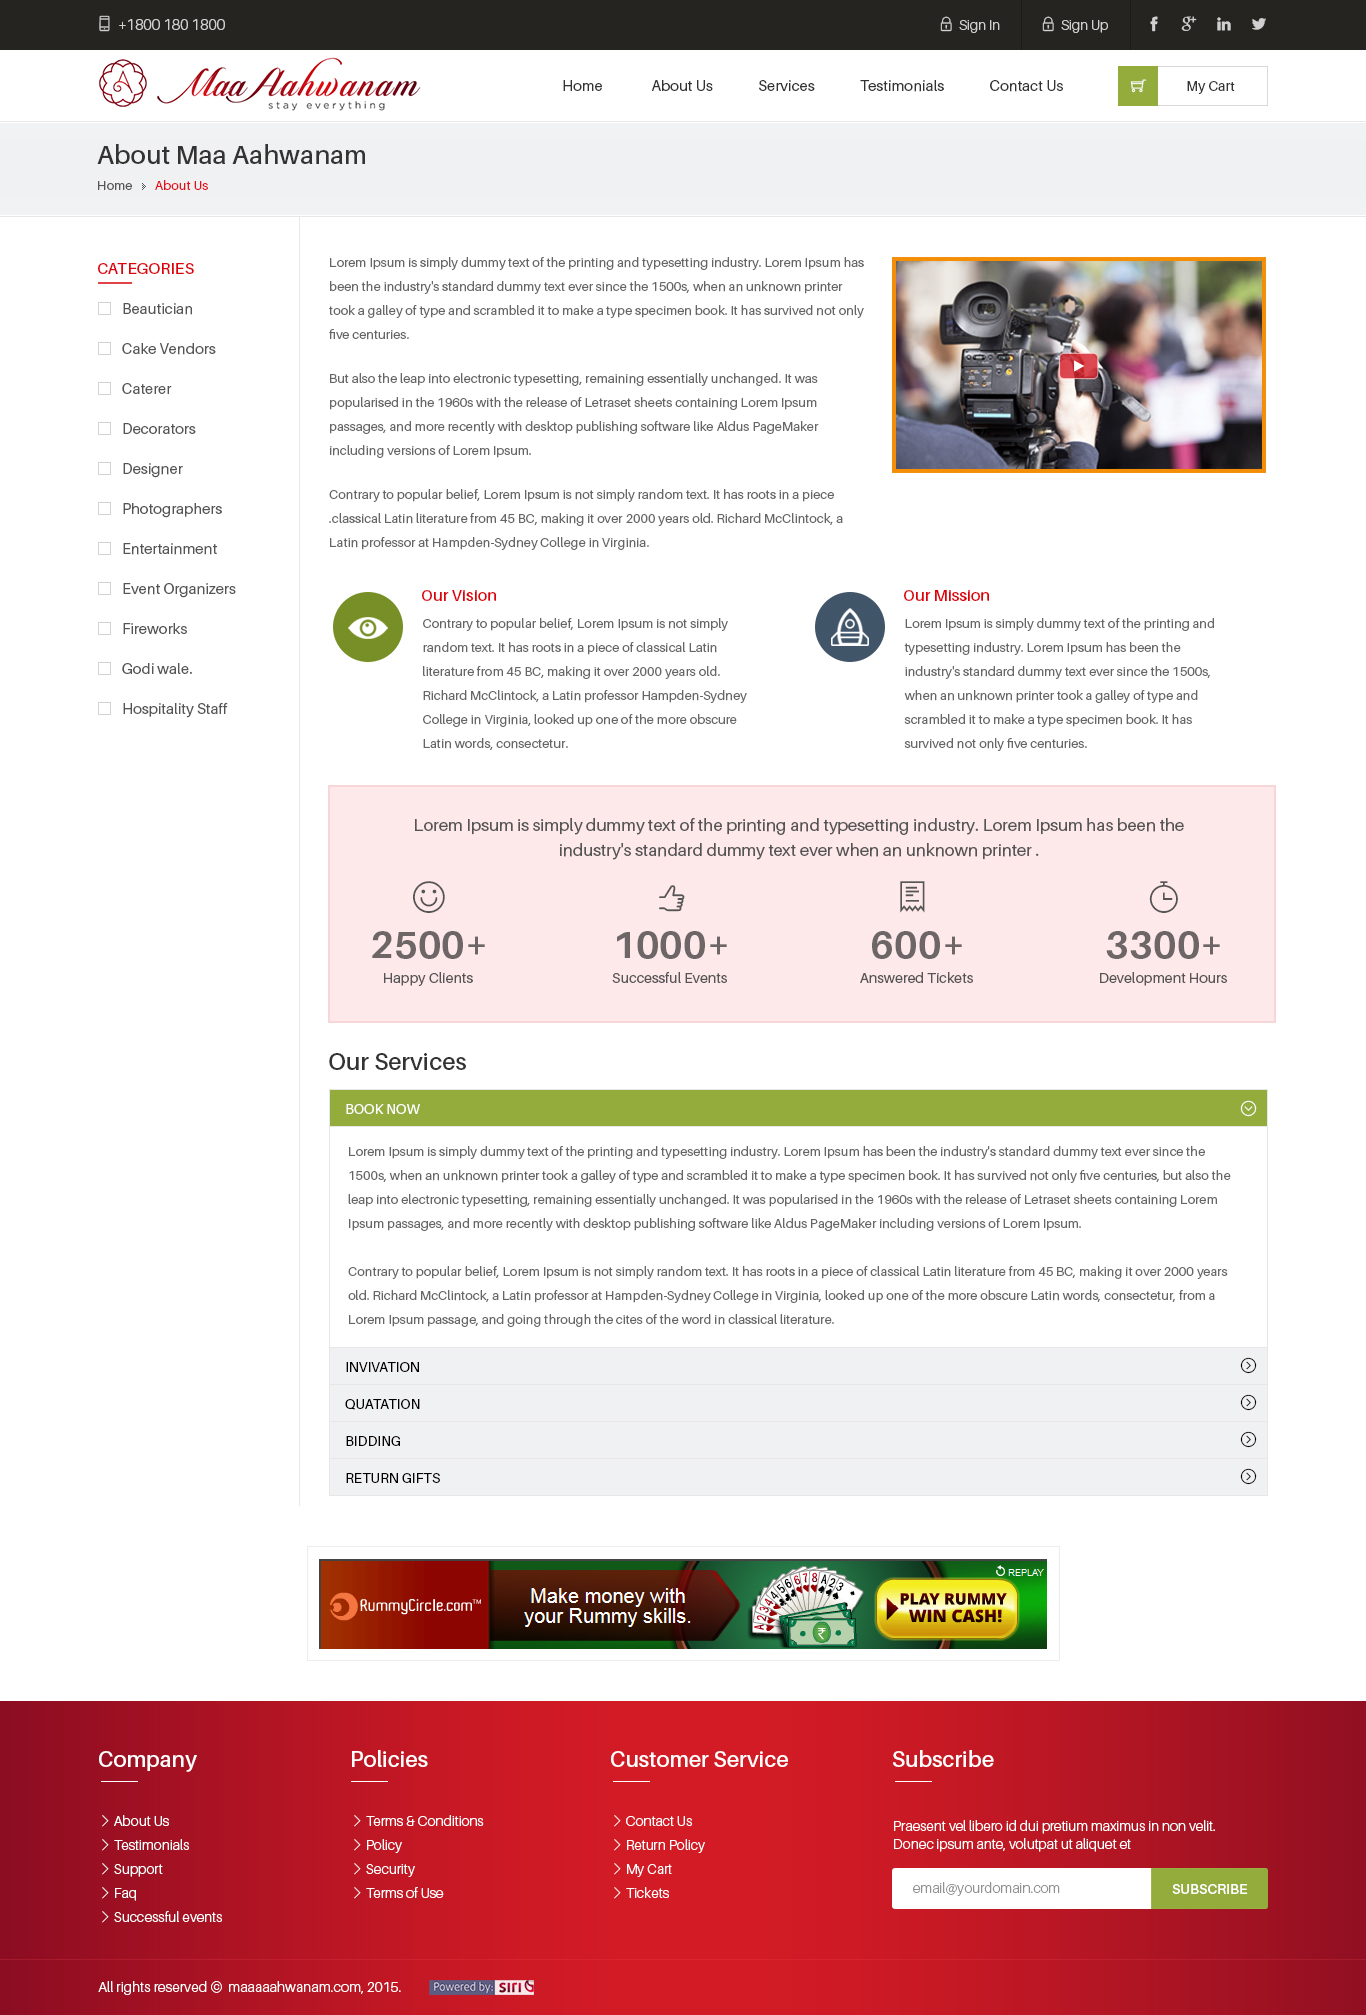 +1800 180 1800
Sign In
Sign Up
Maa Aahwanam
stay everything
Home
About Us
Services
Testimonials
Contact Us
My Cart
About Maa Aahwanam
Home
About Us
CATEGORIES
Beautician
Cake Vendors
Caterer
Decorators
Designer
Photographers
Entertainment
Event Organizers
Fireworks
Godi wale.
Hospitality Staff
Lorem Ipsum is simply dummy text of the printing and typesetting industry. Lorem Ipsum has
been the industry's standard dummy text ever since the 1500s, when an unknown printer
took a galley of type and scrambled it to make a type specimen book. It has survived not only
five centuries.
But also the leap into electronic typesetting, remaining essentially unchanged. It was
popularised in the 1960s with the release of Letraset sheets containing Lorem Ipsum
passages, and more recently with desktop publishing software like Aldus PageMaker
including versions of Lorem Ipsum.
Contrary to popular belief, Lorem Ipsum is not simply random text. It has roots in a piece
.classical Latin literature from 45 BC, making it over 2000 years old. Richard McClintock, a
Latin professor at Hampden-Sydney College in Virginia.
Our Vision
Contrary to popular belief, Lorem Ipsum is not simply
random text. It has roots in a piece of classical Latin
literature from 45 BC, making it over 2000 years old.
Richard McClintock, a Latin professor Hampden-Sydney
College in Virginia, looked up one of the more obscure
Latin words, consectetur.
Our Mission
Lorem Ipsum is simply dummy text of the printing and
typesetting industry. Lorem Ipsum has been the
industry's standard dummy text ever since the 1500s,
when an unknown printer took a galley of type and
scrambled it to make a type specimen book. It has
survived not only five centuries.
Lorem Ipsum is simply dummy text of the printing and typesetting industry. Lorem Ipsum has been the
industry's standard dummy text ever when an unknown printer .
2500+
Happy Clients
1000+
Successful Events
600+
Answered Tickets
3300+
Development Hours
Our Services
BOOK NOW
Lorem Ipsum is simply dummy text of the printing and typesetting industry. Lorem Ipsum has been the industry's standard dummy text ever since the
1500s, when an unknown printer took a galley of type and scrambled it to make a type specimen book. It has survived not only five centuries, but also the
leap into electronic typesetting, remaining essentially unchanged. It was popularised in the 1960s with the release of Letraset sheets containing Lorem
Ipsum passages, and more recently with desktop publishing software like Aldus PageMaker including versions of Lorem Ipsum.
Contrary to popular belief, Lorem Ipsum is not simply random text. It has roots in a piece of classical Latin literature from 45 BC, making it over 2000 years
old. Richard McClintock, a Latin professor at Hampden-Sydney College in Virginia, looked up one of the more obscure Latin words, consectetur, from a
Lorem Ipsum passage, and going through the cites of the word in classical literature.
INVIVATION
QUATATION
BIDDING
RETURN GIFTS
RummyCircle.com™
Make money with
your Rummy skills.
A 2 3 4 5 6 6 7 8 A 2 3
₹
REPLAY
PLAY RUMMY
WIN CASH!
Company
About Us
Testimonials
Support
Faq
Successful events
Policies
Terms & Conditions
Policy
Security
Terms of Use
Customer Service
Contact Us
Return Policy
My Cart
Tickets
Subscribe
Praesent vel libero id dui pretium maximus in non velit.
Donec ipsum ante, volutpat ut aliquet et
email@yourdomain.com
SUBSCRIBE
All rights reserved © maaaaahwanam.com, 2015.
Powered by: siri